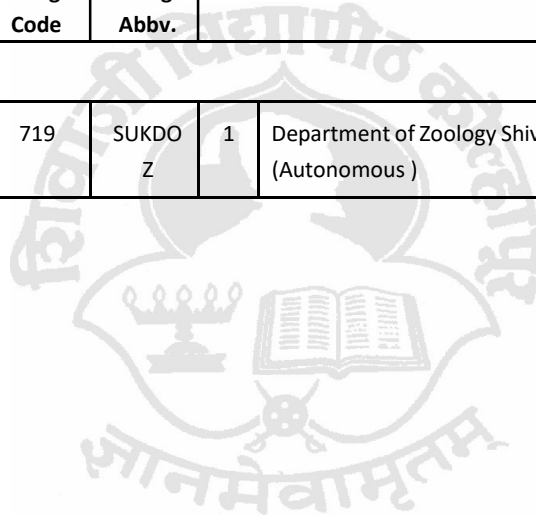 Code Abbv.
719 SUKDO 1 Department of Zoology Shiv
Z (Autonomous )
शिवाजी विद्यापीठ कोल्हापूर
ज्ञानमेवामृतम्